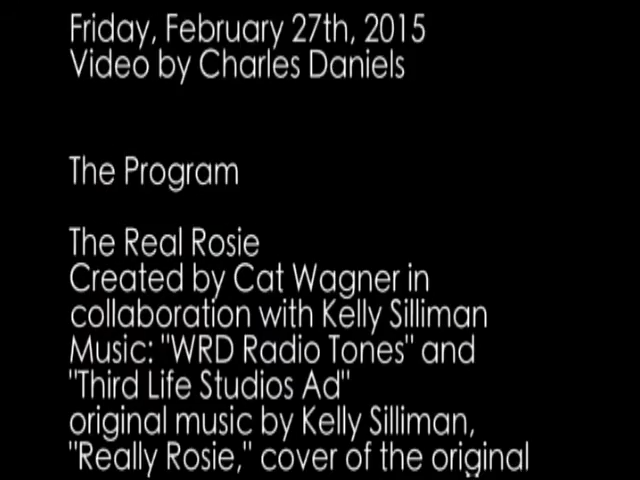 Friday, February 27th, 2015
Video by Charles Daniels
The Program
The Real Rosie
Created by Cat Wagner in
collaboration with Kelly Silliman
Music: "WRD Radio Tones" and
"Third Life Studios Ad"
original music by Kelly Silliman,
"Really Rosie," cover of the original